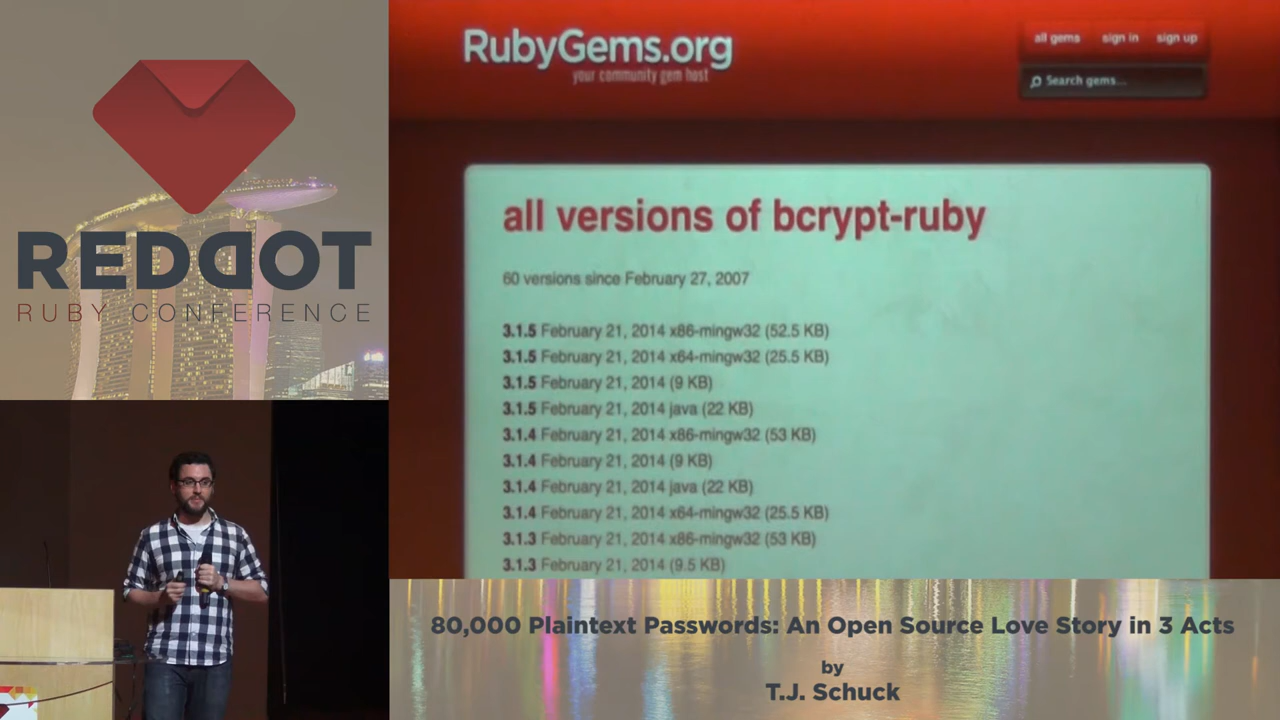 REDDOT
RUBY CONFERENCE
RubyGems.org
your community gem host
all gems sign in sign up
Search gems...
all versions of bcrypt-ruby
60 versions since February 27, 2007
3.1.5 February 21, 2014 x86-mingw32 (52.5 KB)
3.1.5 February 21, 2014 x64-mingw32 (25.5 KB)
3.1.5 February 21, 2014 (9 KB)
3.1.5 February 21, 2014 java (22 KB)
3.1.4 February 21, 2014 x86-mingw32 (53 KB)
3.1.4 February 21, 2014 (9 KB)
3.1.4 February 21, 2014 java (22 KB)
3.1.4 February 21, 2014 x64-mingw32 (25.5 KB)
3.1.3 February 21, 2014 x86-mingw32 (53 KB)
3.1.3 February 21, 2014 (9.5 KB)
80,000 Plaintext Passwords: An Open Source Love Story in 3 Acts
by
T.J. Schuck